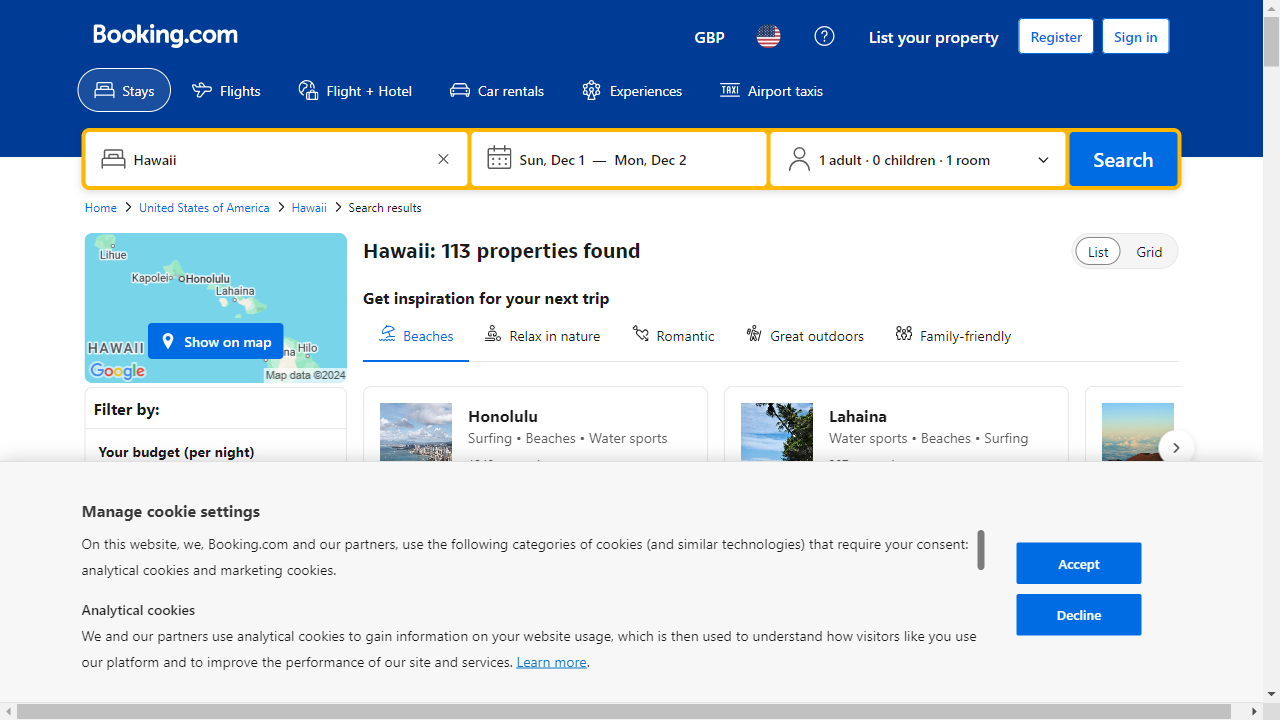 Booking.com
GBP
List your property
Register
Sign in
Stays
Flights
Flight + Hotel
Car rentals
Experiences
TAXI
Airport taxis
Hawaii
Sun, Dec 1 — Mon, Dec 2
1 adult · 0 children · 1 room
Search
Home
United States of America
Hawaii
Search results
Lihue
Kapolei
Honolulu
Lahaina
HAWAII
Hilo
Show on map
Google
Map data ©2024
Hawaii: 113 properties found
List
Grid
Get inspiration for your next trip
Beaches
Relax in nature
Romantic
Great outdoors
Family-friendly
Filter by:
Your budget (per night)
Honolulu
Surfing • Beaches • Water sports
Lahaina
Water sports • Beaches • Surfing
Manage cookie settings
On this website, we, Booking.com and our partners, use the following categories of cookies (and similar technologies) that require your consent:
analytical cookies and marketing cookies.
Analytical cookies
We and our partners use analytical cookies to gain information on your website usage, which is then used to understand how visitors like you use
our platform and to improve the performance of our site and services. Learn more.
Accept
Decline